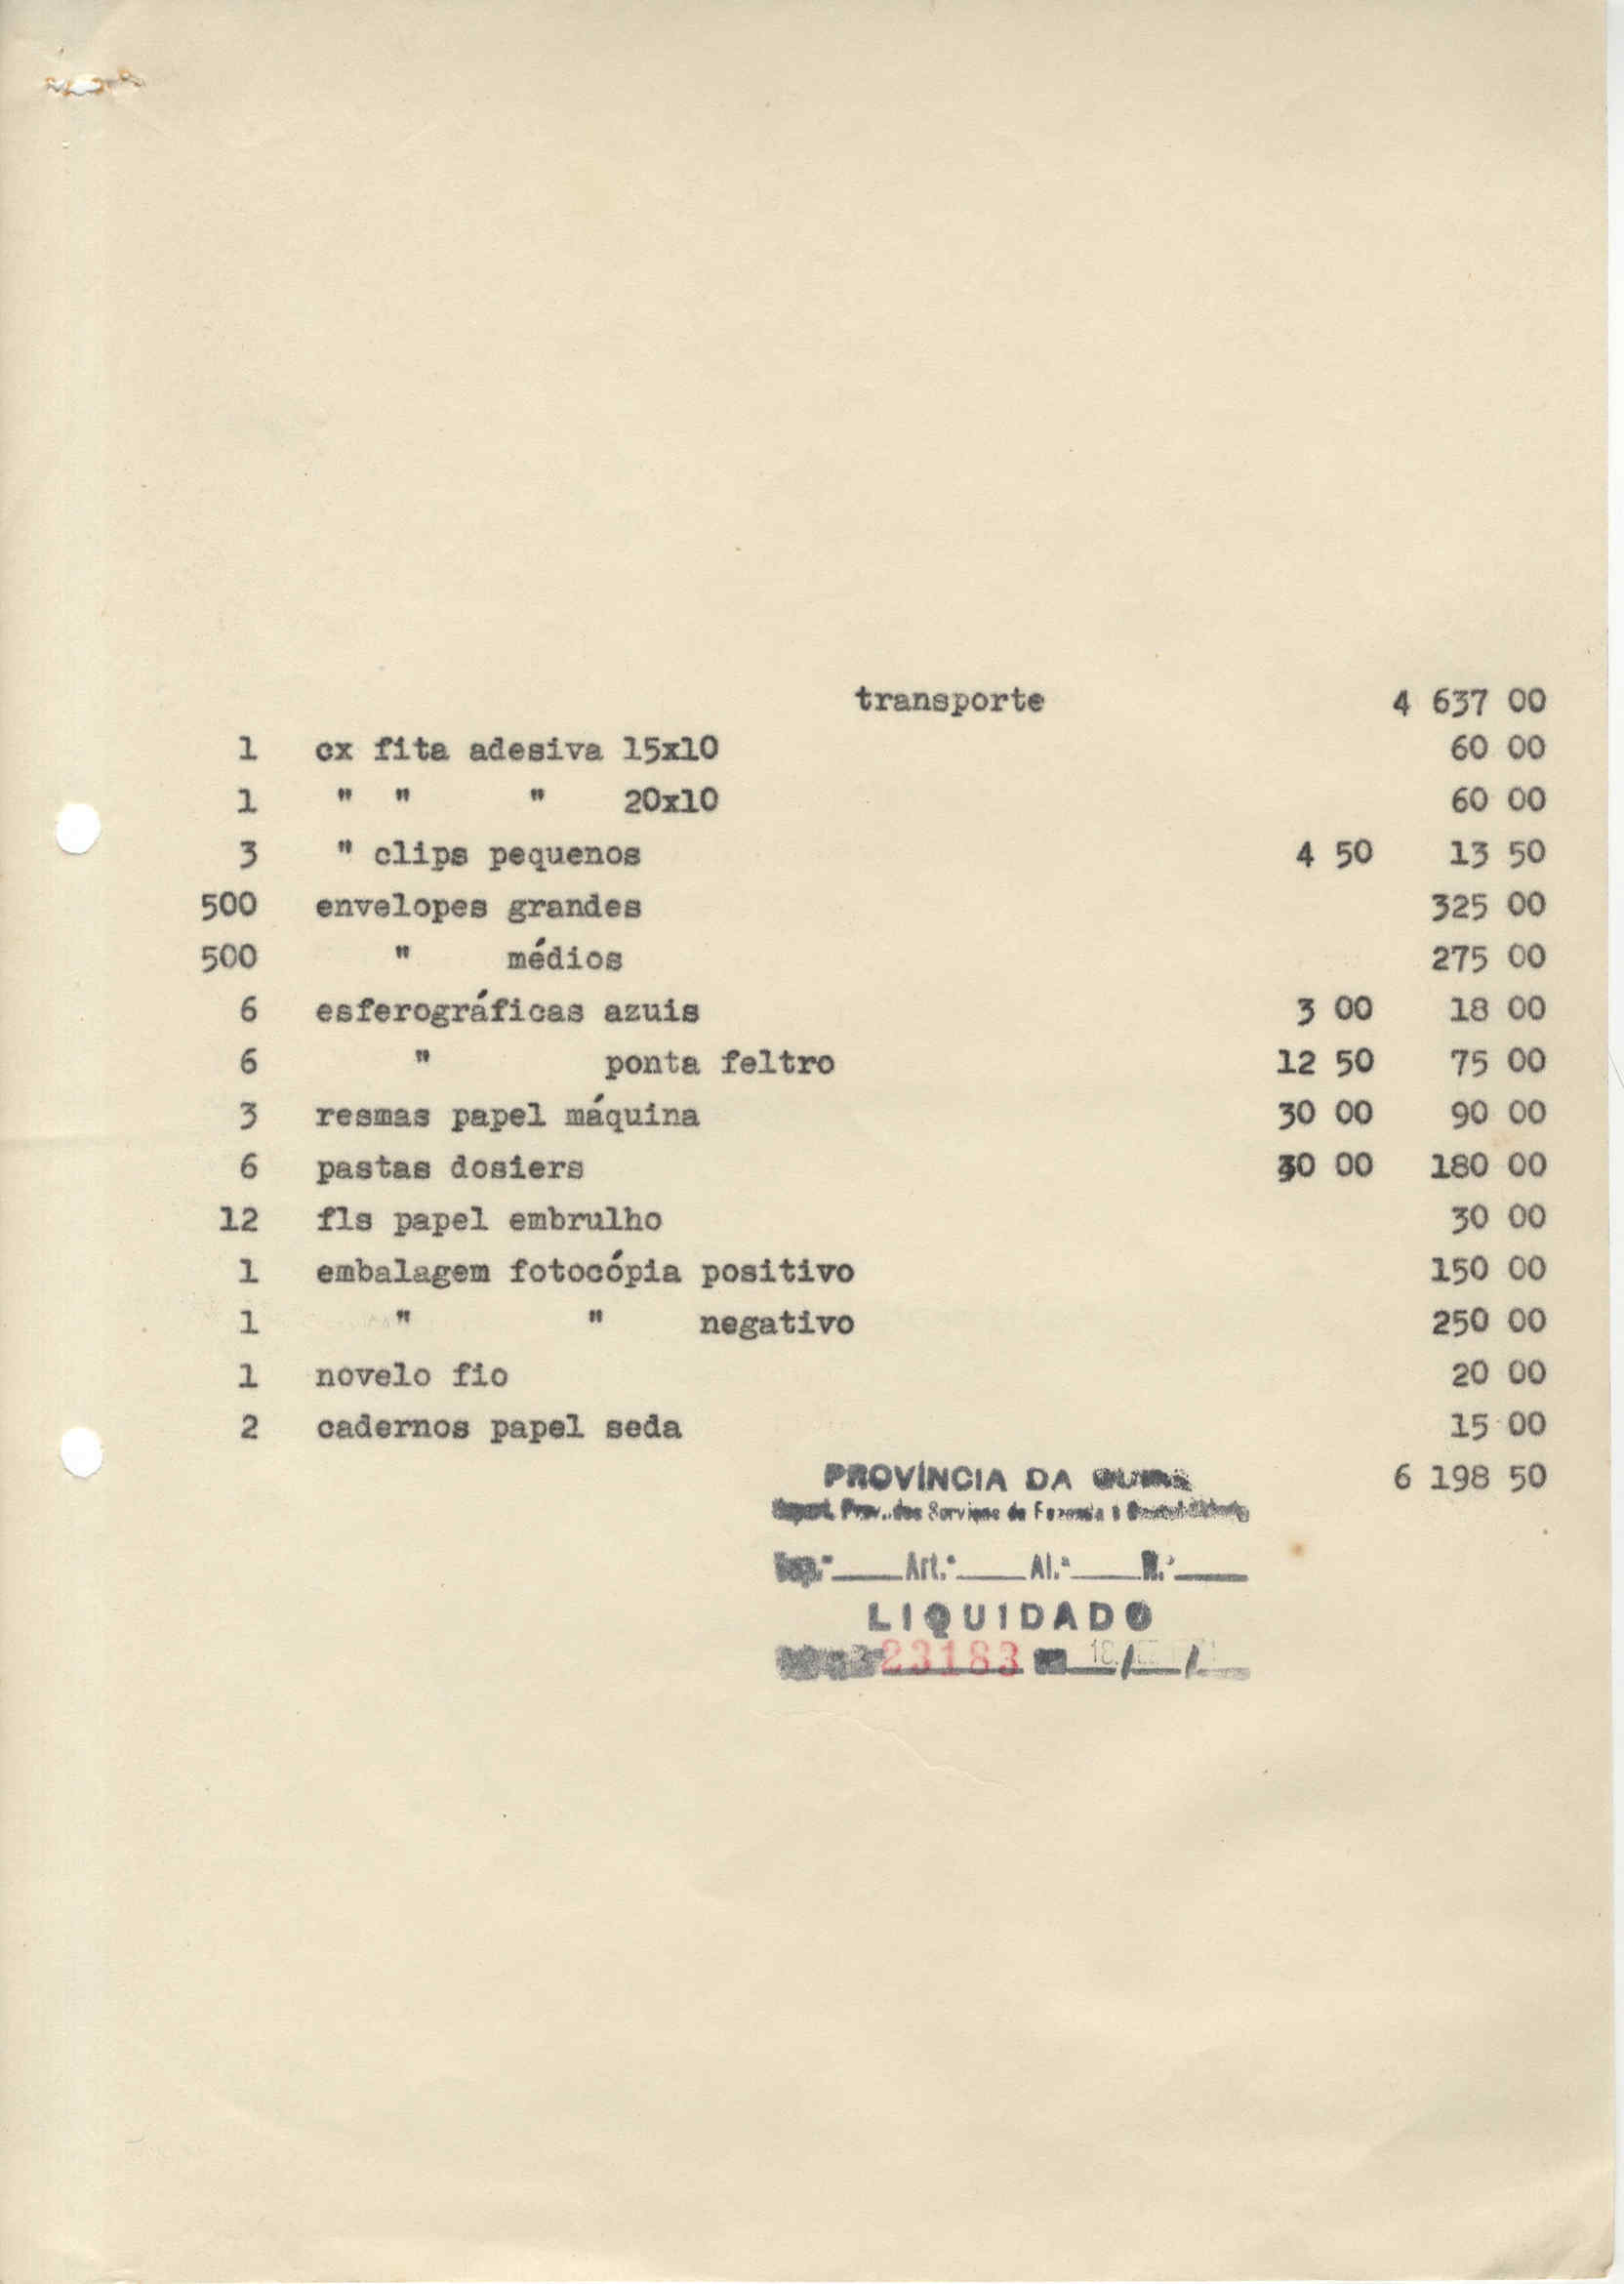 transporte 4 637 00
1 cx fita adesiva 15x10 60 00
1 " " " 20x10 60 00
3 " clips pequenos 4 50 13 50
500 envelopes grandes 325 00
500 " médios 275 00
6 esferográficas azuis 3 00 18 00
6 " ponta feltro 12 50 75 00
3 resmas papel máquina 30 00 90 00
6 pastas dosiers 30 00 180 00
12 fls papel embrulho 30 00
1 embalagem fotocópia positivo 150 00
1 " " negativo 250 00
1 novelo fio 20 00
2 cadernos papel seda 15 00
6 198 50
PROVÍNCIA DA
Prov. dos Serviços de Fazenda
Art.º Al.ª N.º
LIQUIDADO
23183